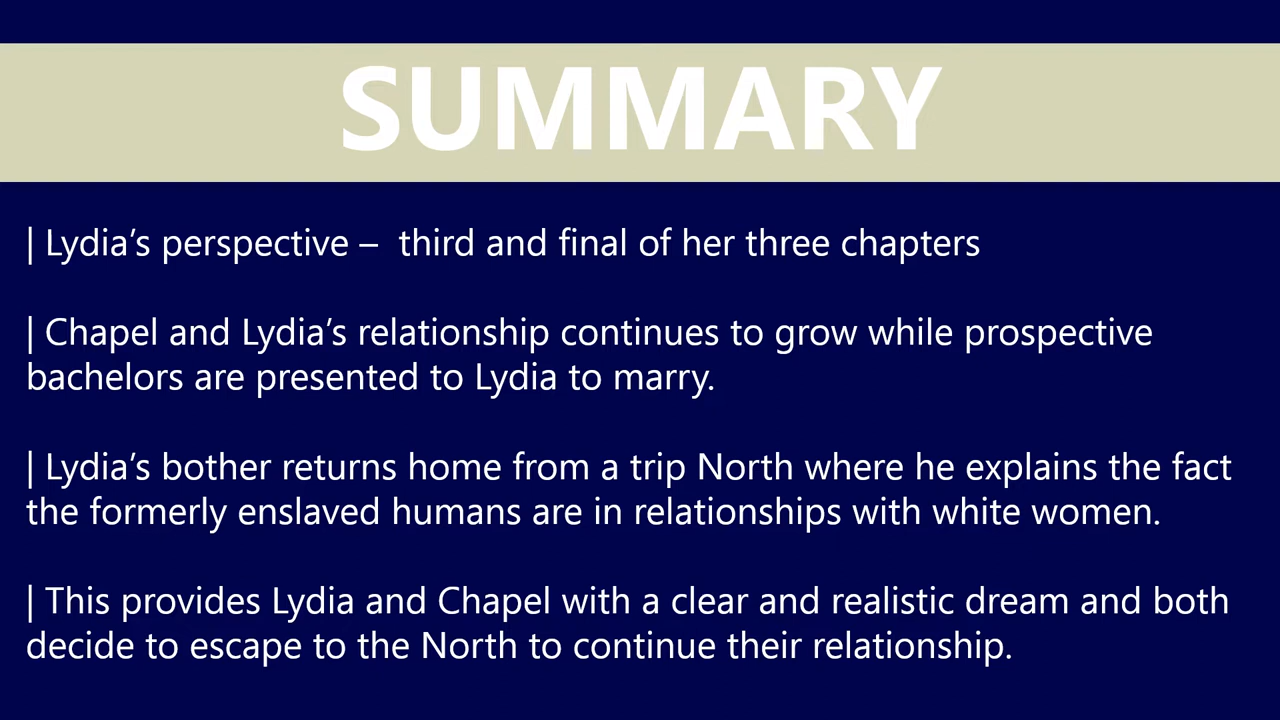 SUMMARY
| Lydia’s perspective –  third and final of her three chapters
| Chapel and Lydia’s relationship continues to grow while prospective
bachelors are presented to Lydia to marry.
| Lydia’s bother returns home from a trip North where he explains the fact
the formerly enslaved humans are in relationships with white women.
| This provides Lydia and Chapel with a clear and realistic dream and both
decide to escape to the North to continue their relationship.